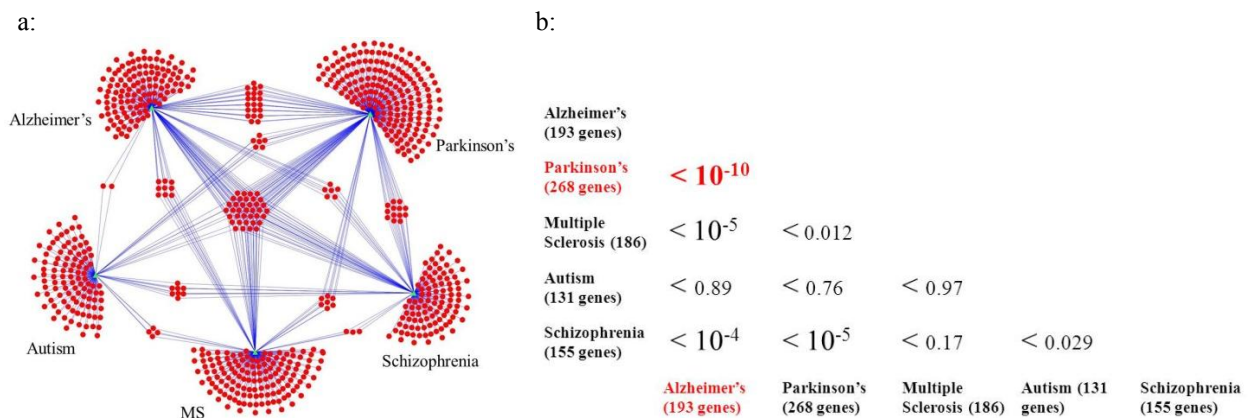 a:
Alzheimer's
Parkinson's
Autism
Schizophrenia
MS
b:
Alzheimer's
(193 genes)
Parkinson's
(268 genes)
< 10⁻¹⁰
Multiple
Sclerosis (186)
< 10⁻⁵
< 0.012
Autism
(131 genes)
< 0.89
< 0.76
< 0.97
Schizophrenia
(155 genes)
< 10⁻⁴
< 10⁻⁵
< 0.17
< 0.029
Alzheimer's
(193 genes)
Parkinson's
(268 genes)
Multiple
Sclerosis (186)
Autism (131
genes)
Schizophrenia
(155 genes)